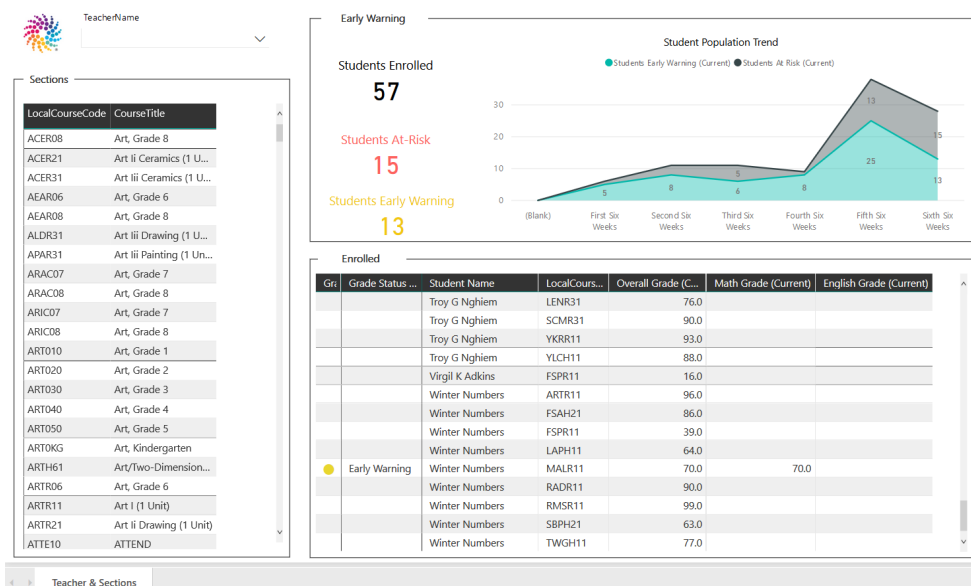 TeacherName
Sections
LocalCourseCode CourseTitle
ACER08 Art, Grade 8
ACER21 Art Ii Ceramics (1 U...
ACER31 Art Iii Ceramics (1 U...
AEAR06 Art, Grade 6
AEAR08 Art, Grade 8
ALDR31 Art Iii Drawing (1 U...
APAR31 Art Iii Painting (1 Un...
ARAC07 Art, Grade 7
ARAC08 Art, Grade 8
ARIC07 Art, Grade 7
ARIC08 Art, Grade 8
ART010 Art, Grade 1
ART020 Art, Grade 2
ART030 Art, Grade 3
ART040 Art, Grade 4
ART050 Art, Grade 5
ART0KG Art, Kindergarten
ARTH61 Art/Two-Dimension...
ARTR06 Art, Grade 6
ARTR11 Art I (1 Unit)
ARTR21 Art Ii Drawing (1 Unit)
ATTE10 ATTEND
Early Warning
Students Enrolled
57
Students At-Risk
15
Students Early Warning
13
Student Population Trend
Students Early Warning (Current) Students At Risk (Current)
30
20
10
0
5
8
5
6
8
13
25
15
13
(Blank) First Six Weeks Second Six Weeks Third Six Weeks Fourth Six Weeks Fifth Six Weeks Sixth Six Weeks
Enrolled
Gra Grade Status ... Student Name LocalCours... Overall Grade (C... Math Grade (Current) English Grade (Current)
Troy G Nghiem LENR31 76.0
Troy G Nghiem SCMR31 90.0
Troy G Nghiem YKRR11 93.0
Troy G Nghiem YLCH11 88.0
Virgil K Adkins FSPR11 16.0
Winter Numbers ARTR11 96.0
Winter Numbers FSAH21 86.0
Winter Numbers FSPR11 39.0
Winter Numbers LAPH11 64.0
Early Warning Winter Numbers MALR11 70.0 70.0
Winter Numbers RADR11 90.0
Winter Numbers RMSR11 99.0
Winter Numbers SBPH21 63.0
Winter Numbers TWGH11 77.0
Teacher & Sections